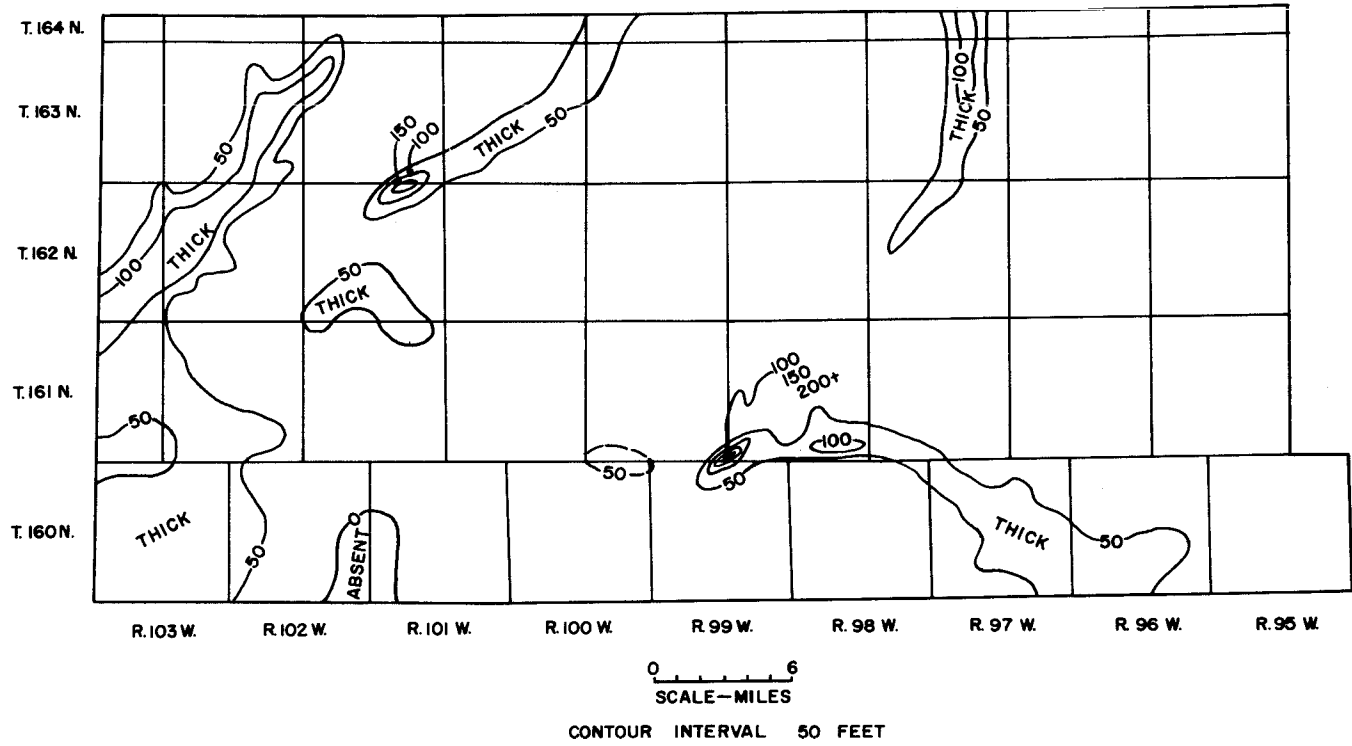 T. 164 N.
T. 163 N.
T. 162 N.
T. 161 N.
T. 160 N.
50
100
THICK
150
100
THICK
50
100
THICK
50
50
THICK
50
50
THICK
0
ABSENT
50
100
150
200+
50
100
THICK
50
R. 103 W. R. 102 W. R. 101 W. R. 100 W. R. 99 W. R. 98 W. R. 97 W. R. 96 W. R. 95 W.
0 6
SCALE—MILES
CONTOUR INTERVAL 50 FEET